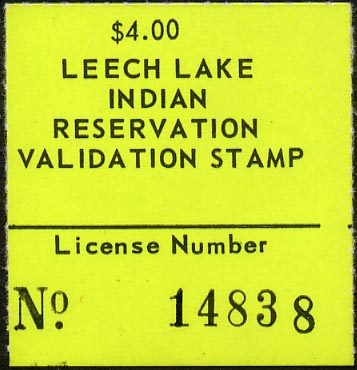 $4.00
LEECH LAKE
INDIAN
RESERVATION
VALIDATION STAMP
License Number
Nº 14838